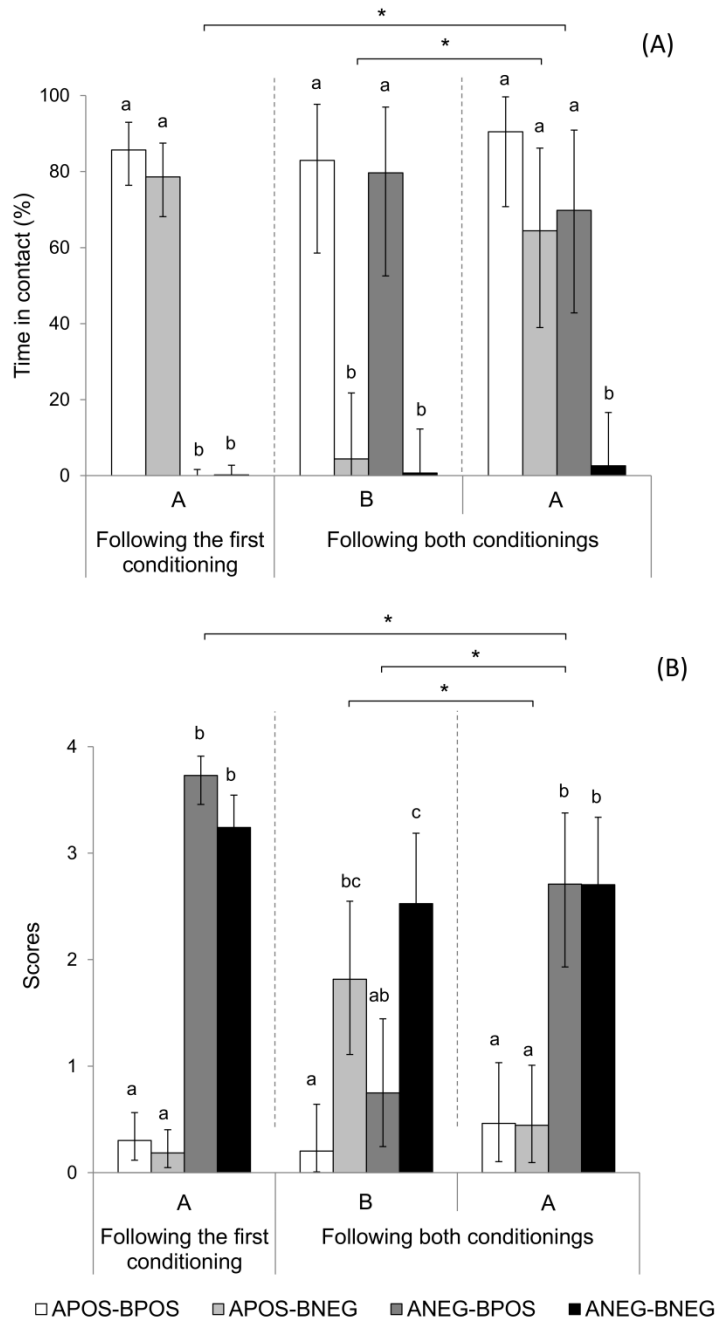 *
(A)
*
a a a a a a a
b b b b b
100
80
60
40
20
0
Time in contact (%)
A B A
Following the first conditioning
Following both conditionings
*
(B)
*
*
4
3
2
1
0
Scores
a a b b
a bc ab c
a a b b
A B A
Following the first conditioning
Following both conditionings
APOS-BPOS APOS-BNEG ANEG-BPOS ANEG-BNEG